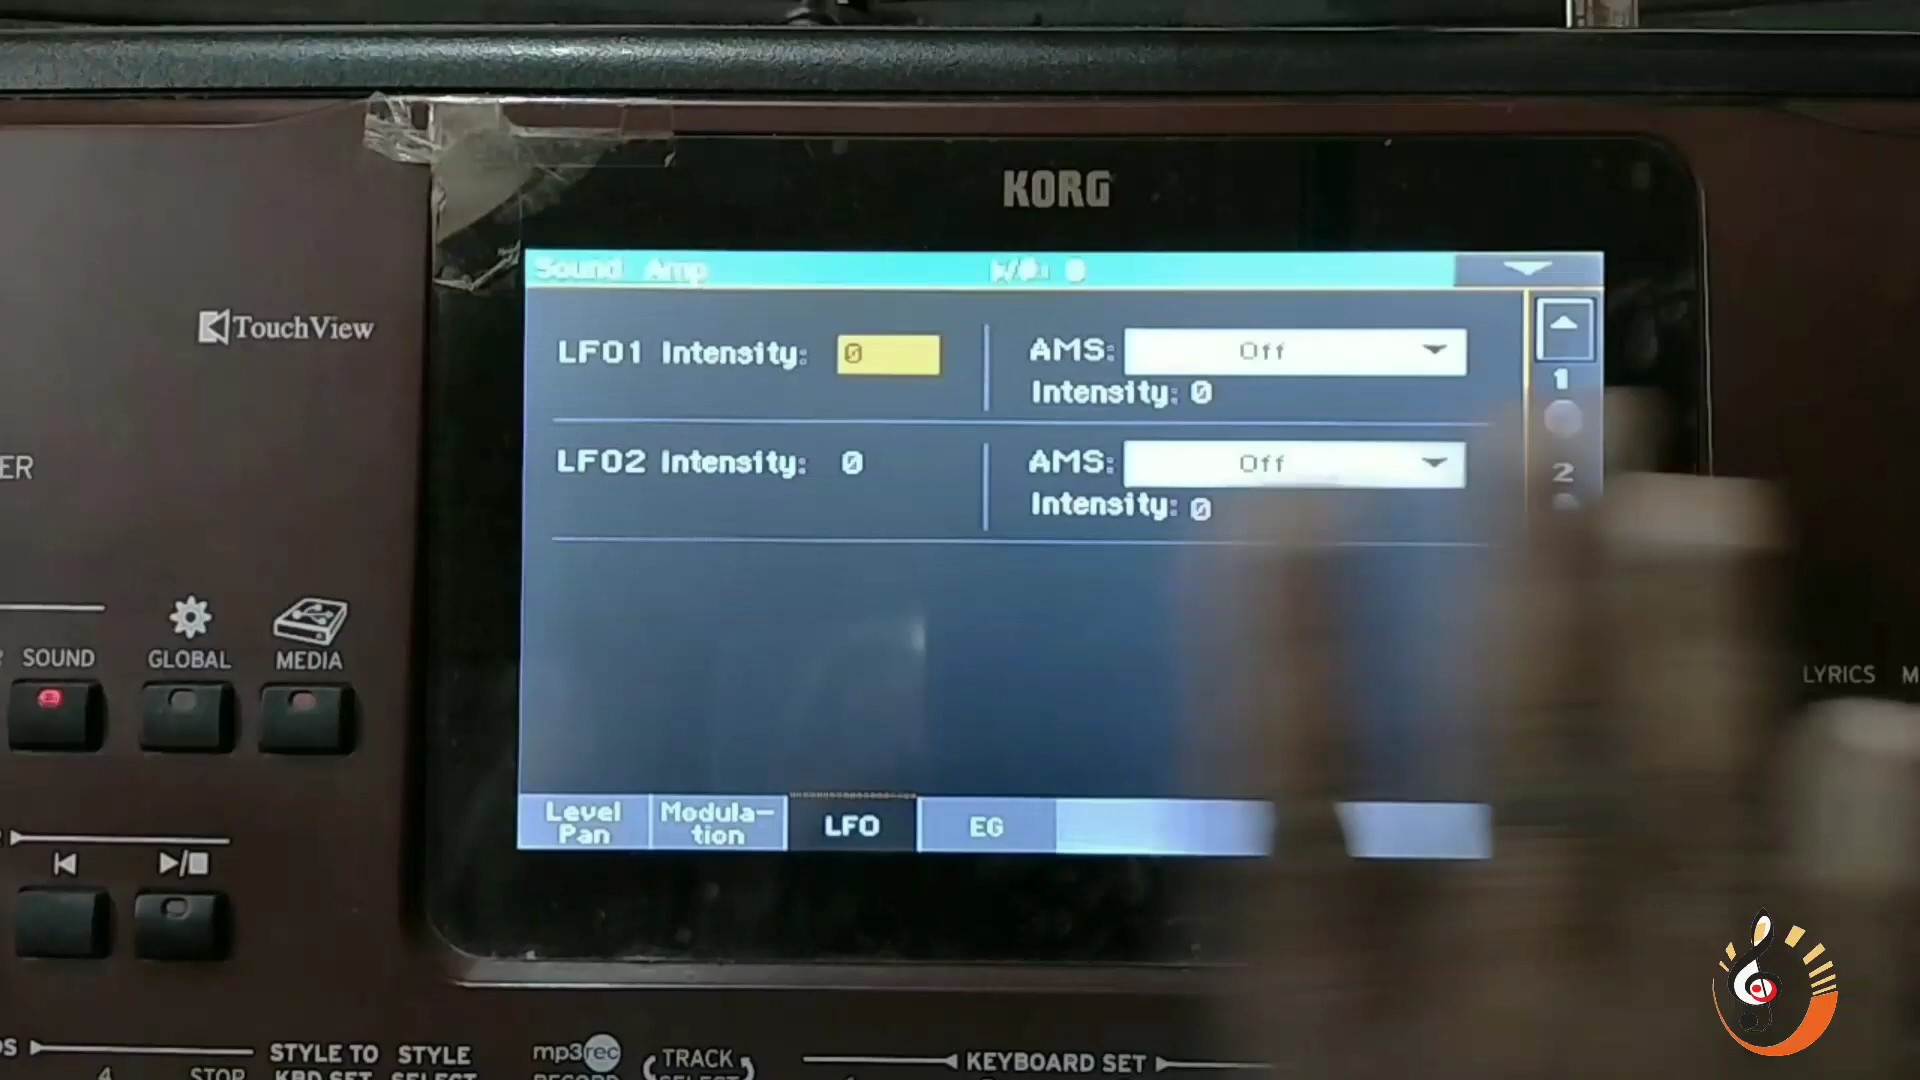 KORG
Sound Amp
TouchView
LFO1 Intensity: 0
AMS: Off
Intensity: 0
1
LFO2 Intensity: 0
AMS: Off
Intensity: 0
2
ER
SOUND
GLOBAL
MEDIA
LYRICS M
Level Pan
Modula-tion
LFO
EG
STYLE TO
STYLE
mp3rec
TRACK
KEYBOARD SET
4
STOP
KBD SET
SELECT
RECORD
SELECT